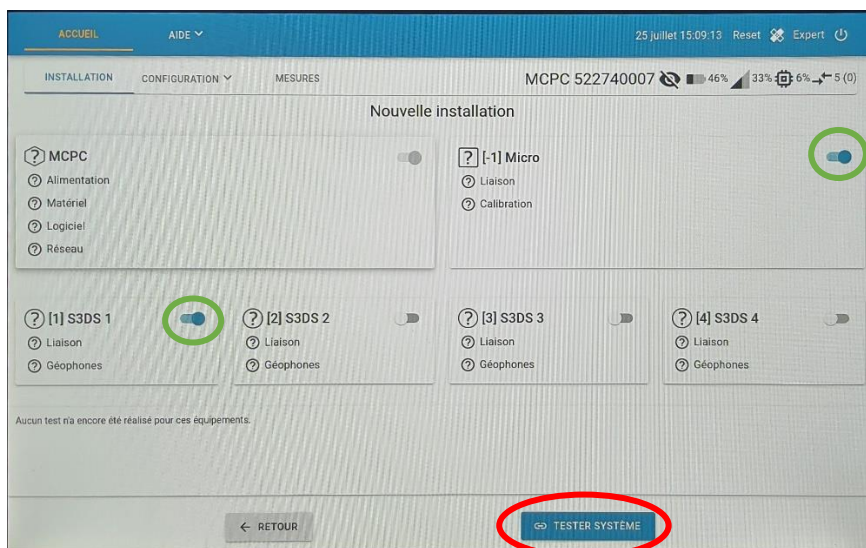 ACCUEIL AIDE 25 juillet 15:09:13 Reset Expert
INSTALLATION CONFIGURATION MESURES MCPC 522740007 46% 33% 6% 5 (0)
Nouvelle installation
? MCPC
? Alimentation
? Matériel
? Logiciel
? Réseau
? [-1] Micro
? Liaison
? Calibration
? [1] S3DS 1
? Liaison
? Géophones
? [2] S3DS 2
? Liaison
? Géophones
? [3] S3DS 3
? Liaison
? Géophones
? [4] S3DS 4
? Liaison
? Géophones
Aucun test n'a encore été réalisé pour ces équipements.
← RETOUR TESTER SYSTÈME